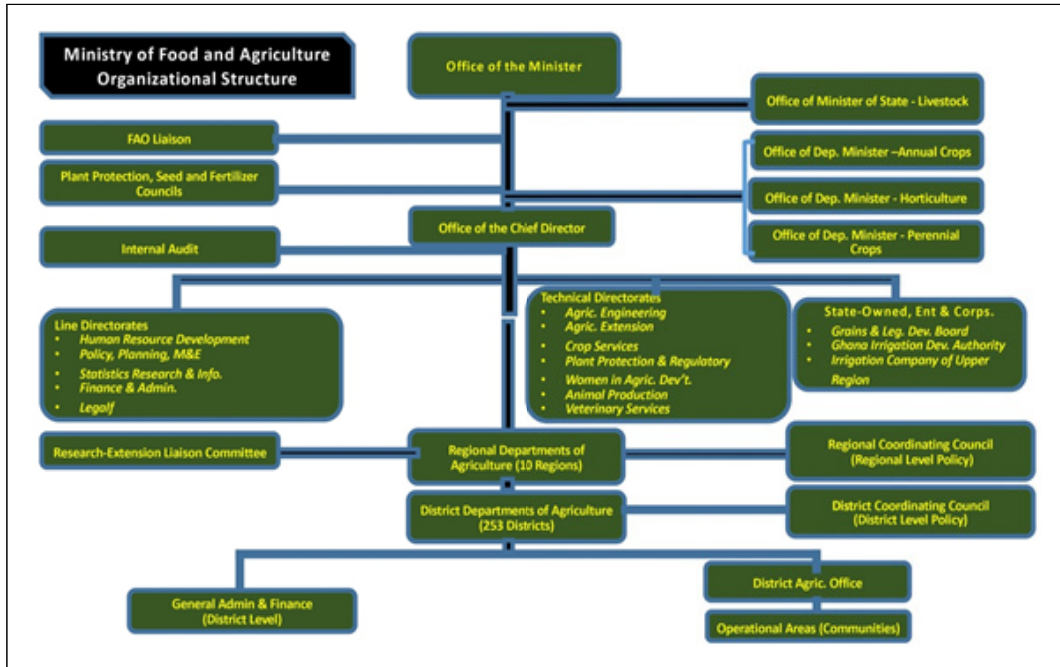 Ministry of Food and Agriculture
Organizational Structure
Office of the Minister
Office of Minister of State - Livestock
FAO Liaison
Office of Dep. Minister –Annual Crops
Plant Protection, Seed and Fertilizer
Councils
Office of Dep. Minister - Horticulture
Office of the Chief Director
Office of Dep. Minister - Perennial
Crops
Internal Audit
Line Directorates
• Human Resource Development
• Policy, Planning, M&E
• Statistics Research & Info.
• Finance & Admin.
• Legalf
Technical Directorates
• Agric. Engineering
• Agric. Extension
• Crop Services
• Plant Protection & Regulatory
• Women in Agric. Dev't.
• Animal Production
• Veterinary Services
State-Owned, Ent & Corps.
• Grains & Leg. Dev. Board
• Ghana Irrigation Dev. Authority
• Irrigation Company of Upper
Region
Research-Extension Liaison Committee
Regional Departments of
Agriculture (10 Regions)
Regional Coordinating Council
(Regional Level Policy)
District Departments of Agriculture
(253 Districts)
District Coordinating Council
(District Level Policy)
General Admin & Finance
(District Level)
District Agric. Office
Operational Areas (Communities)